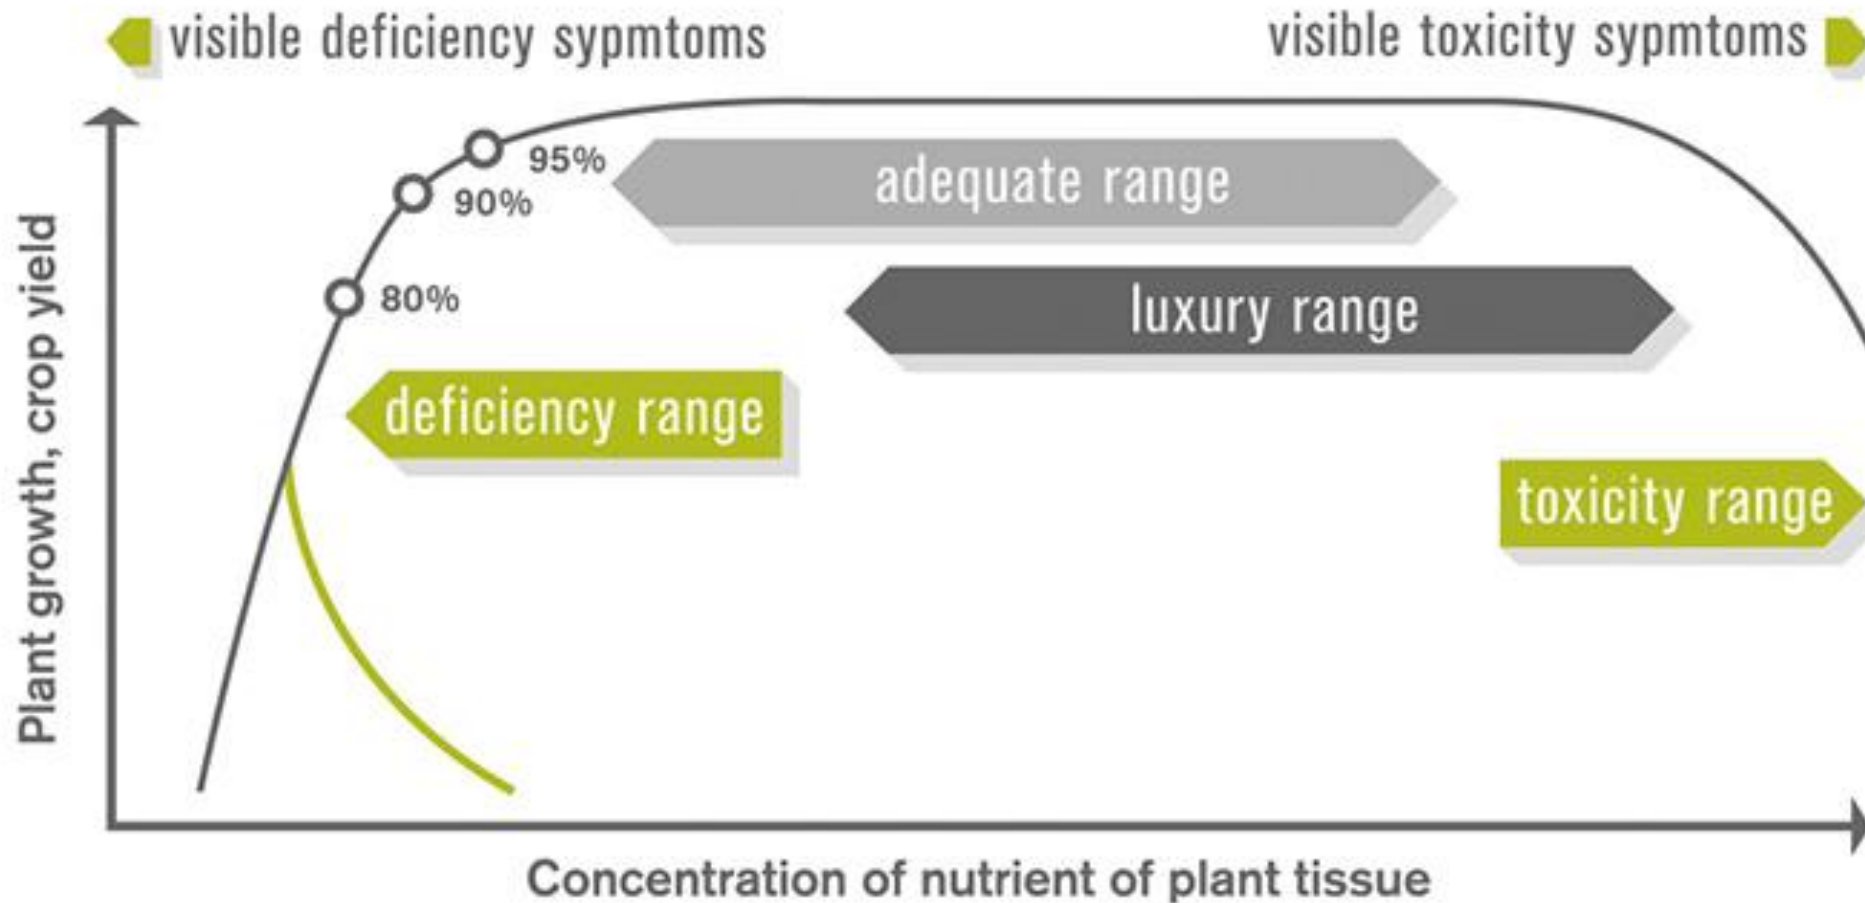 visible deficiency sypmtoms
visible toxicity sypmtoms
95%
90%
80%
adequate range
luxury range
deficiency range
toxicity range
Plant growth, crop yield
Concentration of nutrient of plant tissue